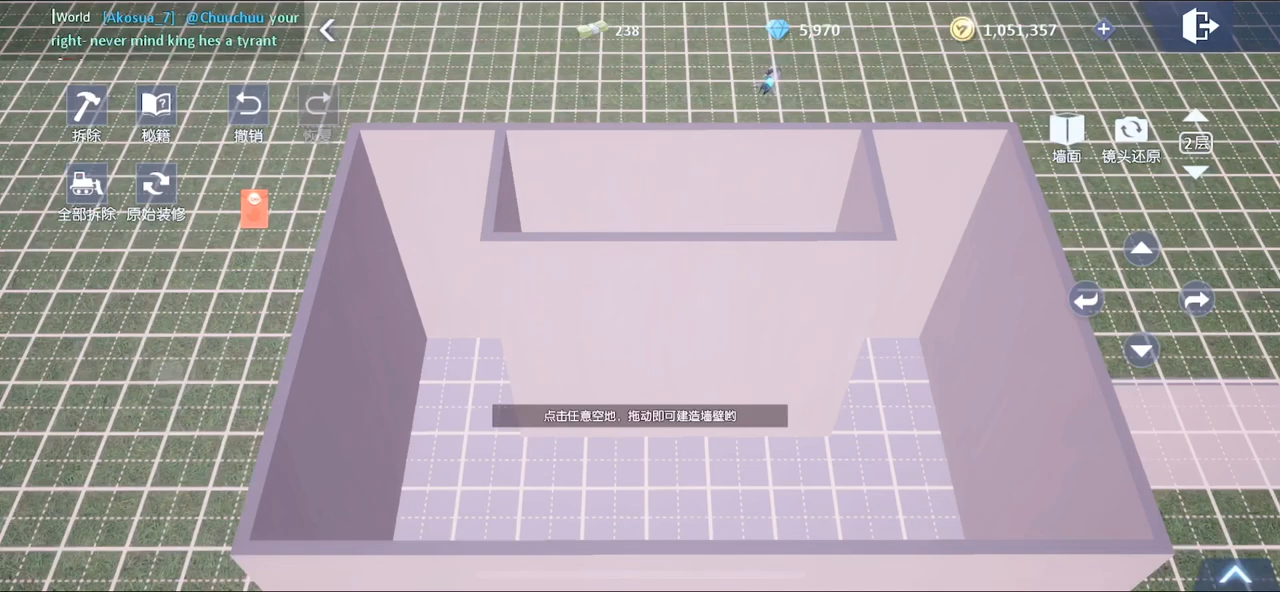 |World [Akosua_7] @Chuuchuu your
right- never mind king hes a tyrant
238
5,970
1,051,357
拆除
秘籍
撤销
恢复
墙面
镜头还原
2层
全部拆除
原始装修
点击任意空地，拖动即可建造墙壁哟